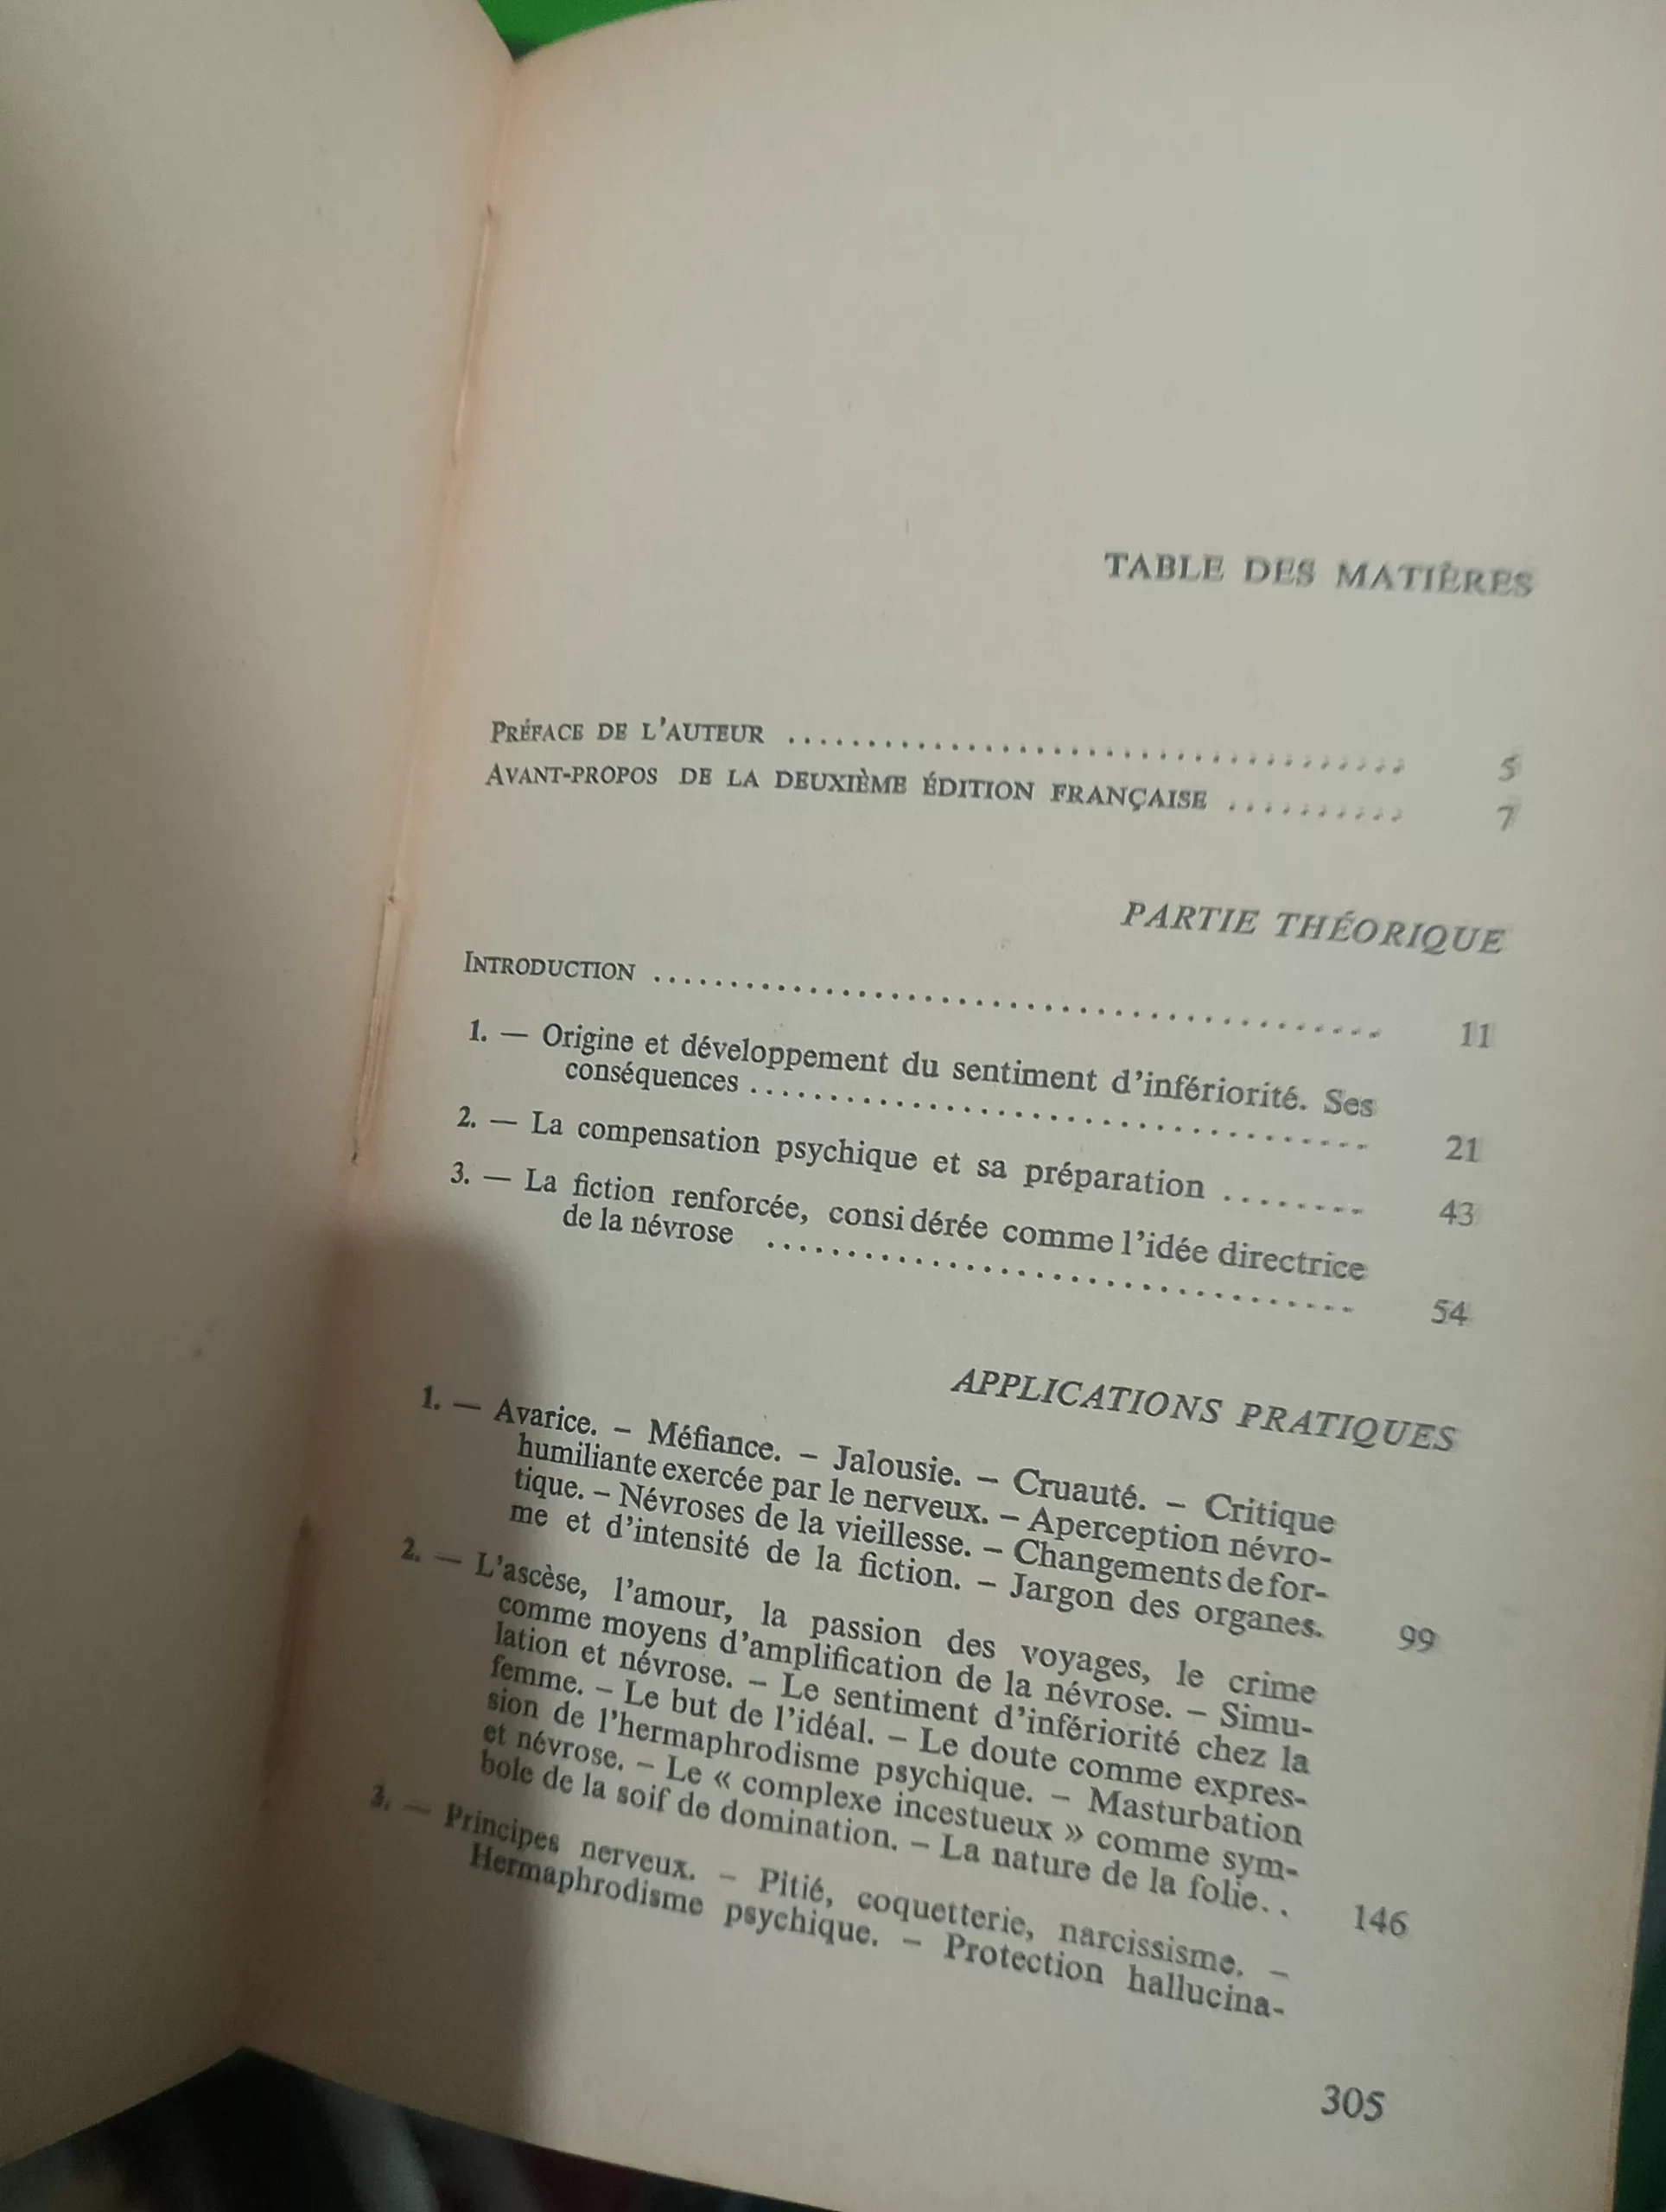 TABLE DES MATIÈRES
PRÉFACE DE L'AUTEUR ........................................ 5
AVANT-PROPOS DE LA DEUXIÈME ÉDITION FRANÇAISE ........... 7
PARTIE THÉORIQUE
INTRODUCTION ................................................ 11
1. — Origine et développement du sentiment d'infériorité. Ses
conséquences ........................................ 21
2. — La compensation psychique et sa préparation ........ 43
3. — La fiction renforcée, considérée comme l'idée directrice
de la névrose ...................................... 54
APPLICATIONS PRATIQUES
1. — Avarice. – Méfiance. – Jalousie. – Cruauté. – Critique
humiliante exercée par le nerveux. – Aperception névro-
tique. – Névroses de la vieillesse. – Changements de for-
me et d'intensité de la fiction. – Jargon des organes. 99
2. — L'ascèse, l'amour, la passion des voyages, le crime
comme moyens d'amplification de la névrose. – Simu-
lation et névrose. – Le sentiment d'infériorité chez la
femme. – Le but de l'idéal. – Le doute comme expres-
sion de l'hermaphrodisme psychique. – Masturbation
et névrose. – Le « complexe incestueux » comme sym-
bole de la soif de domination. – La nature de la folie.. 146
3. — Principes nerveux. – Pitié, coquetterie, narcissisme. –
Hermaphrodisme psychique. – Protection hallucina-
305